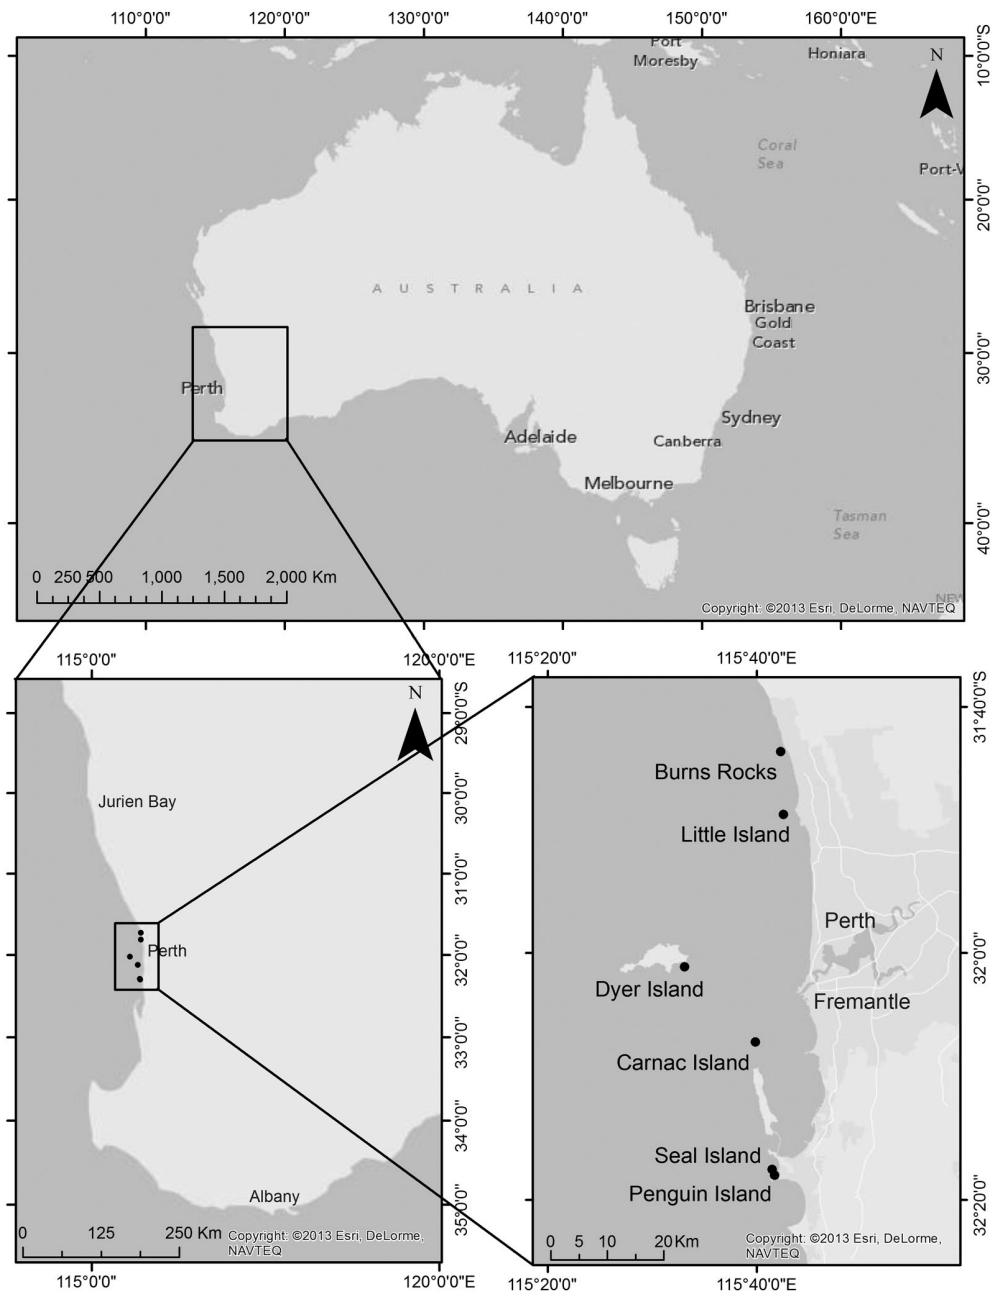 110°0'0" 120°0'0" 130°0'0" 140°0'0" 150°0'0" 160°0'0"E
Port
Moresby
Honiara
N
10°0'0"S
Coral
Sea
Port-V
20°0'0"
A U S T R A L I A
Brisbane
Gold
Coast
30°0'0"
Perth
Sydney
Adelaide
Canberra
Melbourne
Tasman
Sea
40°0'0"
0 250 500 1,000 1,500 2,000 Km
NEW
Copyright: ©2013 Esri, DeLorme, NAVTEQ
115°0'0" 120°0'0"E
N
29°0'0"S
Jurien Bay
30°0'0"
31°0'0"
Perth
32°0'0"
33°0'0"
34°0'0"
Albany
35°0'0"
0 125 250 Km
Copyright: ©2013 Esri, DeLorme,
NAVTEQ
115°0'0" 120°0'0"E
115°20'0" 115°40'0"E
31°40'0"S
Burns Rocks
Little Island
Perth
32°0'0"
Dyer Island
Fremantle
Carnac Island
Seal Island
Penguin Island
32°20'0"
0 5 10 20 Km
Copyright: ©2013 Esri, DeLorme,
NAVTEQ
115°20'0" 115°40'0"E